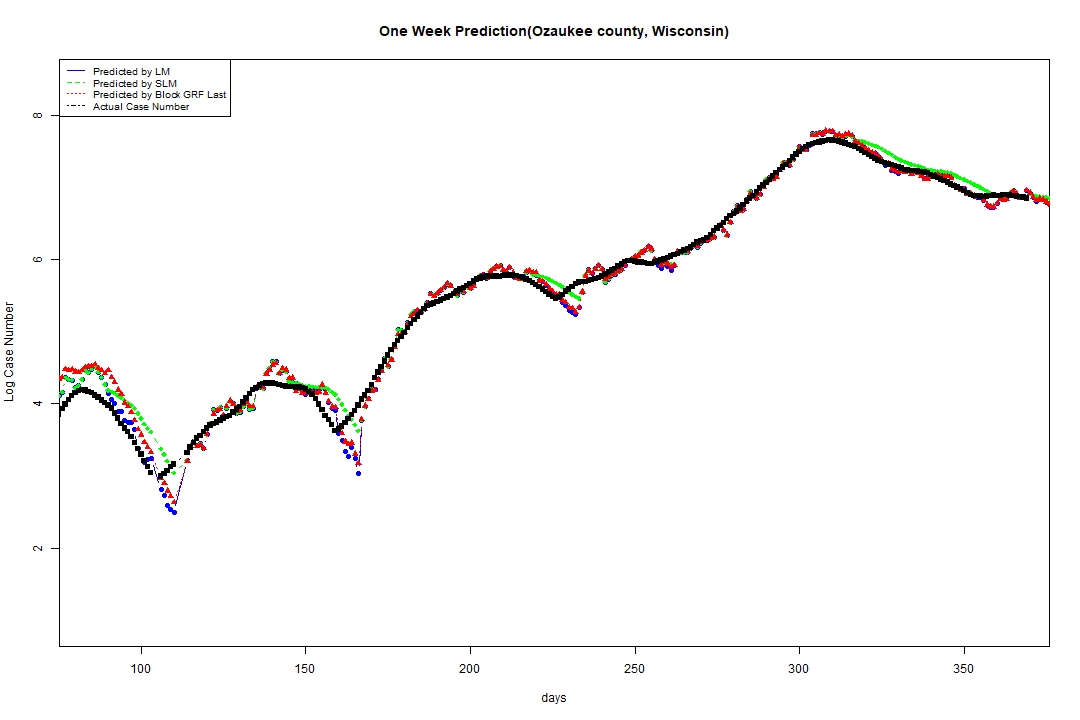 One Week Prediction(Ozaukee county, Wisconsin)
Predicted by LM
Predicted by SLM
Predicted by Block GRF Last
Actual Case Number
8
6
4
2
Log Case Number
100 150 200 250 300 350
days